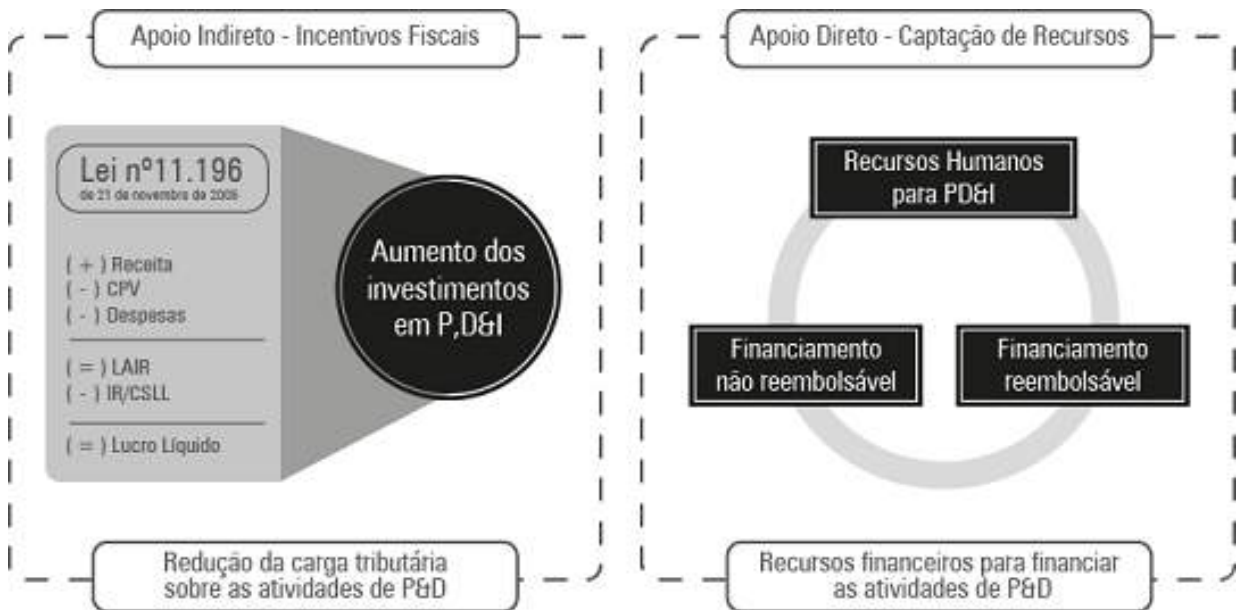 Apoio Indireto - Incentivos Fiscais
Lei nº11.196
de 21 de novembro de 2005
( + ) Receita
( - ) CPV
( - ) Despesas
( = ) LAIR
( - ) IR/CSLL
( = ) Lucro Líquido
Aumento dos
investimentos
em P,D&I
Redução da carga tributária
sobre as atividades de P&D
Apoio Direto - Captação de Recursos
Recursos Humanos
para PD&I
Financiamento
não reembolsável
Financiamento
reembolsável
Recursos financeiros para financiar
as atividades de P&D